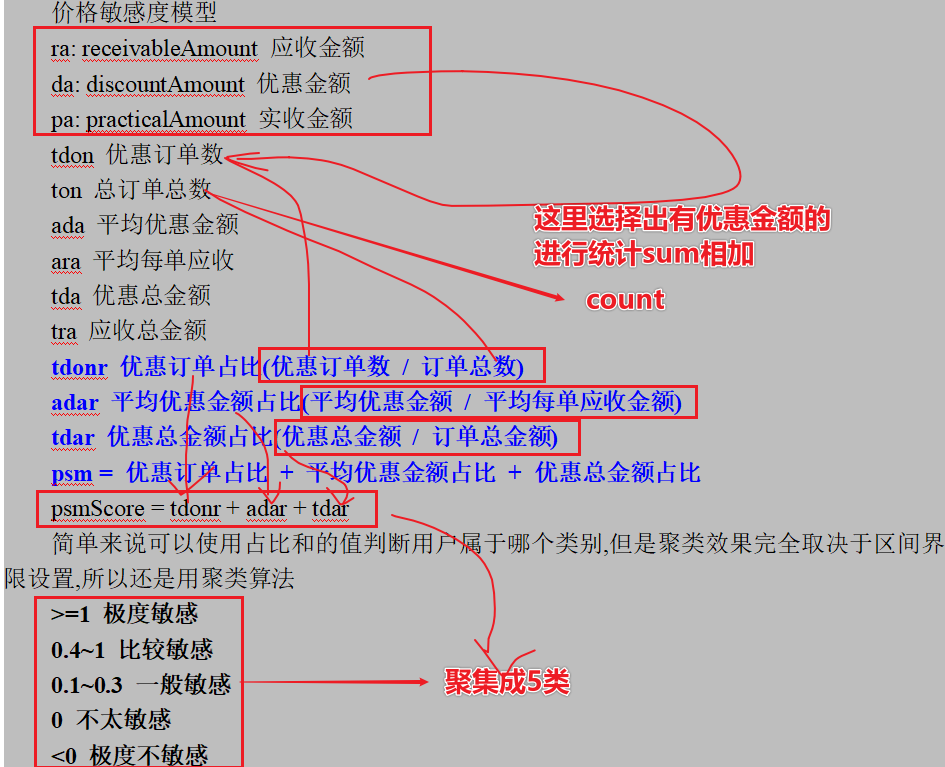 价格敏感度模型
ra: receivableAmount 应收金额
da: discountAmount 优惠金额
pa: practicalAmount 实收金额
tdon 优惠订单数
ton 总订单总数
ada 平均优惠金额
ara 平均每单应收
tda 优惠总金额
tra 应收总金额
这里选择出有优惠金额的
进行统计sum相加
count
tdonr 优惠订单占比(优惠订单数 / 订单总数)
adar 平均优惠金额占比(平均优惠金额 / 平均每单应收金额)
tdar 优惠总金额占比(优惠总金额 / 订单总金额)
psm = 优惠订单占比 + 平均优惠金额占比 + 优惠总金额占比
psmScore = tdonr + adar + tdar
简单来说可以使用占比和的值判断用户属于哪个类别,但是聚类效果完全取决于区间界
限设置,所以还是用聚类算法
>=1 极度敏感
0.4~1 比较敏感
0.1~0.3 一般敏感
0 不太敏感
<0 极度不敏感
聚集成5类